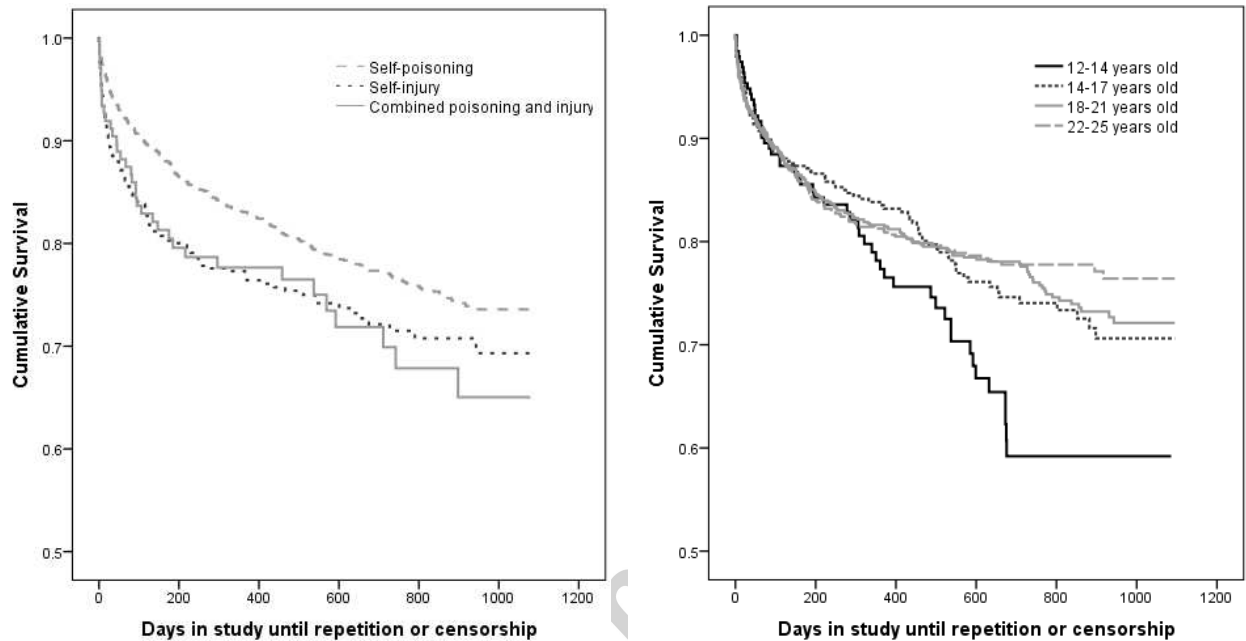 1.0
0.9
0.8
0.7
0.6
0.5
Cumulative Survival
Self-poisoning
Self-injury
Combined poisoning and injury
0 200 400 600 800 1000 1200
Days in study until repetition or censorship
1.0
0.9
0.8
0.7
0.6
0.5
Cumulative Survival
12-14 years old
14-17 years old
18-21 years old
22-25 years old
0 200 400 600 800 1000 1200
Days in study until repetition or censorship